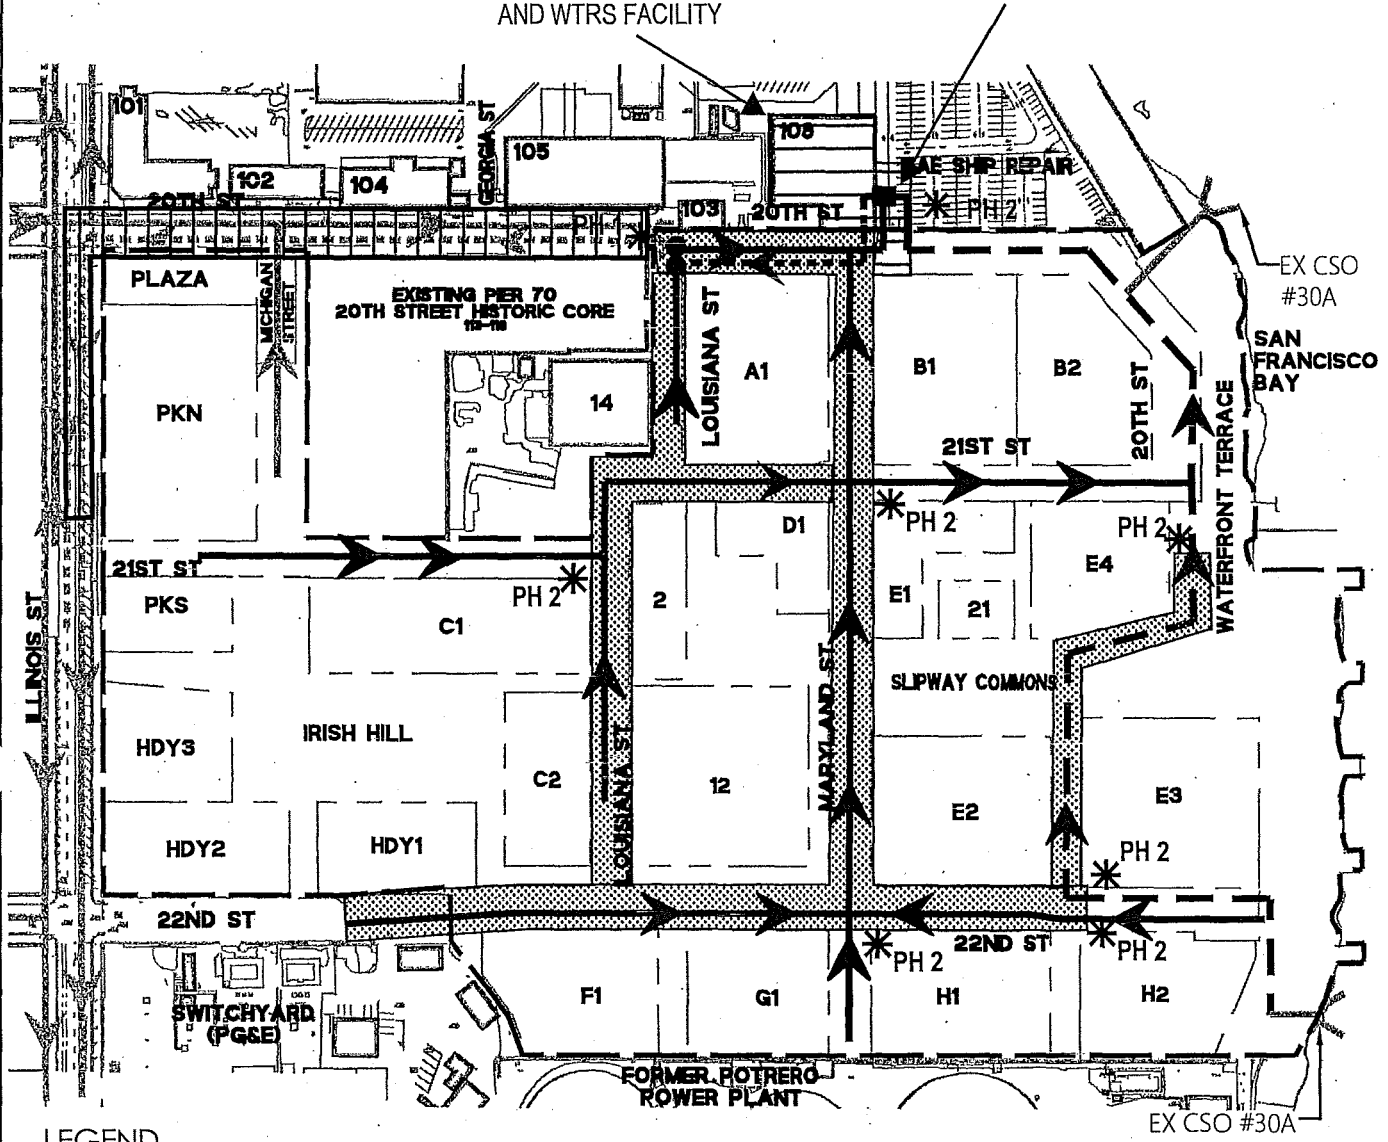 AND WTRS FACILITY
101
GEORGIA ST
105
108
102
104
BAE SHIP REPAIR
20TH ST
103
20TH ST
PH 2
PH 1
EX CSO
#30A
PLAZA
MICHIGAN
STREET
EXISTING PIER 70
20TH STREET HISTORIC CORE
113-116
LOUISIANA ST
A1
B1
B2
20TH ST
SAN
FRANCISCO
BAY
WATERFRONT TERRACE
PKN
14
21ST ST
D1
PH 2
PH 2
21ST ST
PKS
PH 2
2
E1
21
E4
C1
ILLINOIS ST
SLIPWAY COMMONS
MARYLAND ST
HDY3
IRISH HILL
C2
LOUISIANA ST
12
E2
E3
HDY2
HDY1
PH 2
22ND ST
22ND ST
PH 2
PH 2
F1
G1
H1
H2
SWITCHYARD
(PG&E)
FORMER POTRERO
POWER PLANT
EX CSO #30A
LEGEND